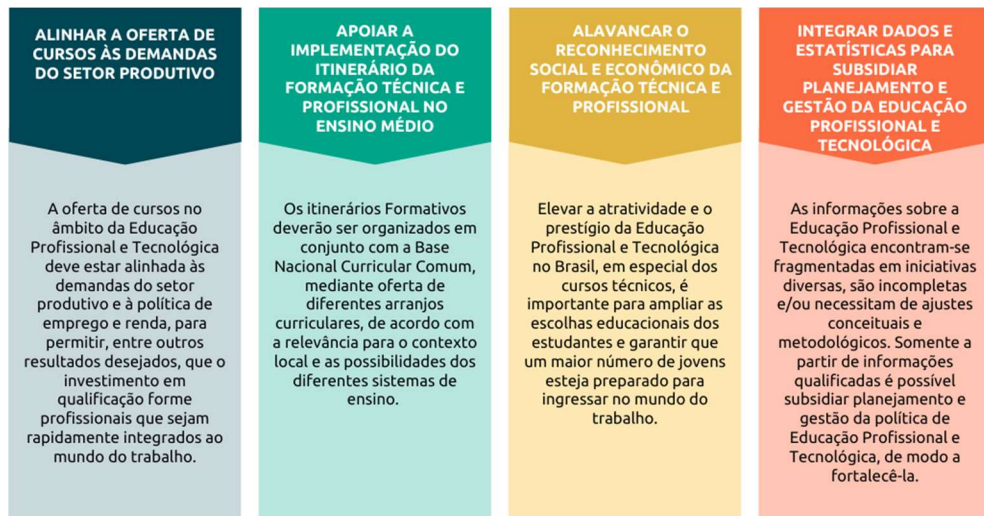 ALINHAR A OFERTA DE
CURSOS ÀS DEMANDAS
DO SETOR PRODUTIVO
A oferta de cursos no
âmbito da Educação
Profissional e Tecnológica
deve estar alinhada às
demandas do setor
produtivo e à política de
emprego e renda, para
permitir, entre outros
resultados desejados, que o
investimento em
qualificação forme
profissionais que sejam
rapidamente integrados ao
mundo do trabalho.
APOIAR A
IMPLEMENTAÇÃO DO
ITINERÁRIO DA
FORMAÇÃO TÉCNICA E
PROFISSIONAL NO
ENSINO MÉDIO
Os itinerários Formativos
deverão ser organizados em
conjunto com a Base
Nacional Curricular Comum,
mediante oferta de
diferentes arranjos
curriculares, de acordo com
a relevância para o contexto
local e as possibilidades dos
diferentes sistemas de
ensino.
ALAVANCAR O
RECONHECIMENTO
SOCIAL E ECONÔMICO DA
FORMAÇÃO TÉCNICA E
PROFISSIONAL
Elevar a atratividade e o
prestígio da Educação
Profissional e Tecnológica
no Brasil, em especial dos
cursos técnicos, é
importante para ampliar as
escolhas educacionais dos
estudantes e garantir que
um maior número de jovens
esteja preparado para
ingressar no mundo do
trabalho.
INTEGRAR DADOS E
ESTATÍSTICAS PARA
SUBSIDIAR
PLANEJAMENTO E
GESTÃO DA EDUCAÇÃO
PROFISSIONAL E
TECNOLÓGICA
As informações sobre a
Educação Profissional e
Tecnológica encontram-se
fragmentadas em iniciativas
diversas, são incompletas
e/ou necessitam de ajustes
conceituais e
metodológicos. Somente a
partir de informações
qualificadas é possível
subsidiar planejamento e
gestão da política de
Educação Profissional e
Tecnológica, de modo a
fortalecê-la.